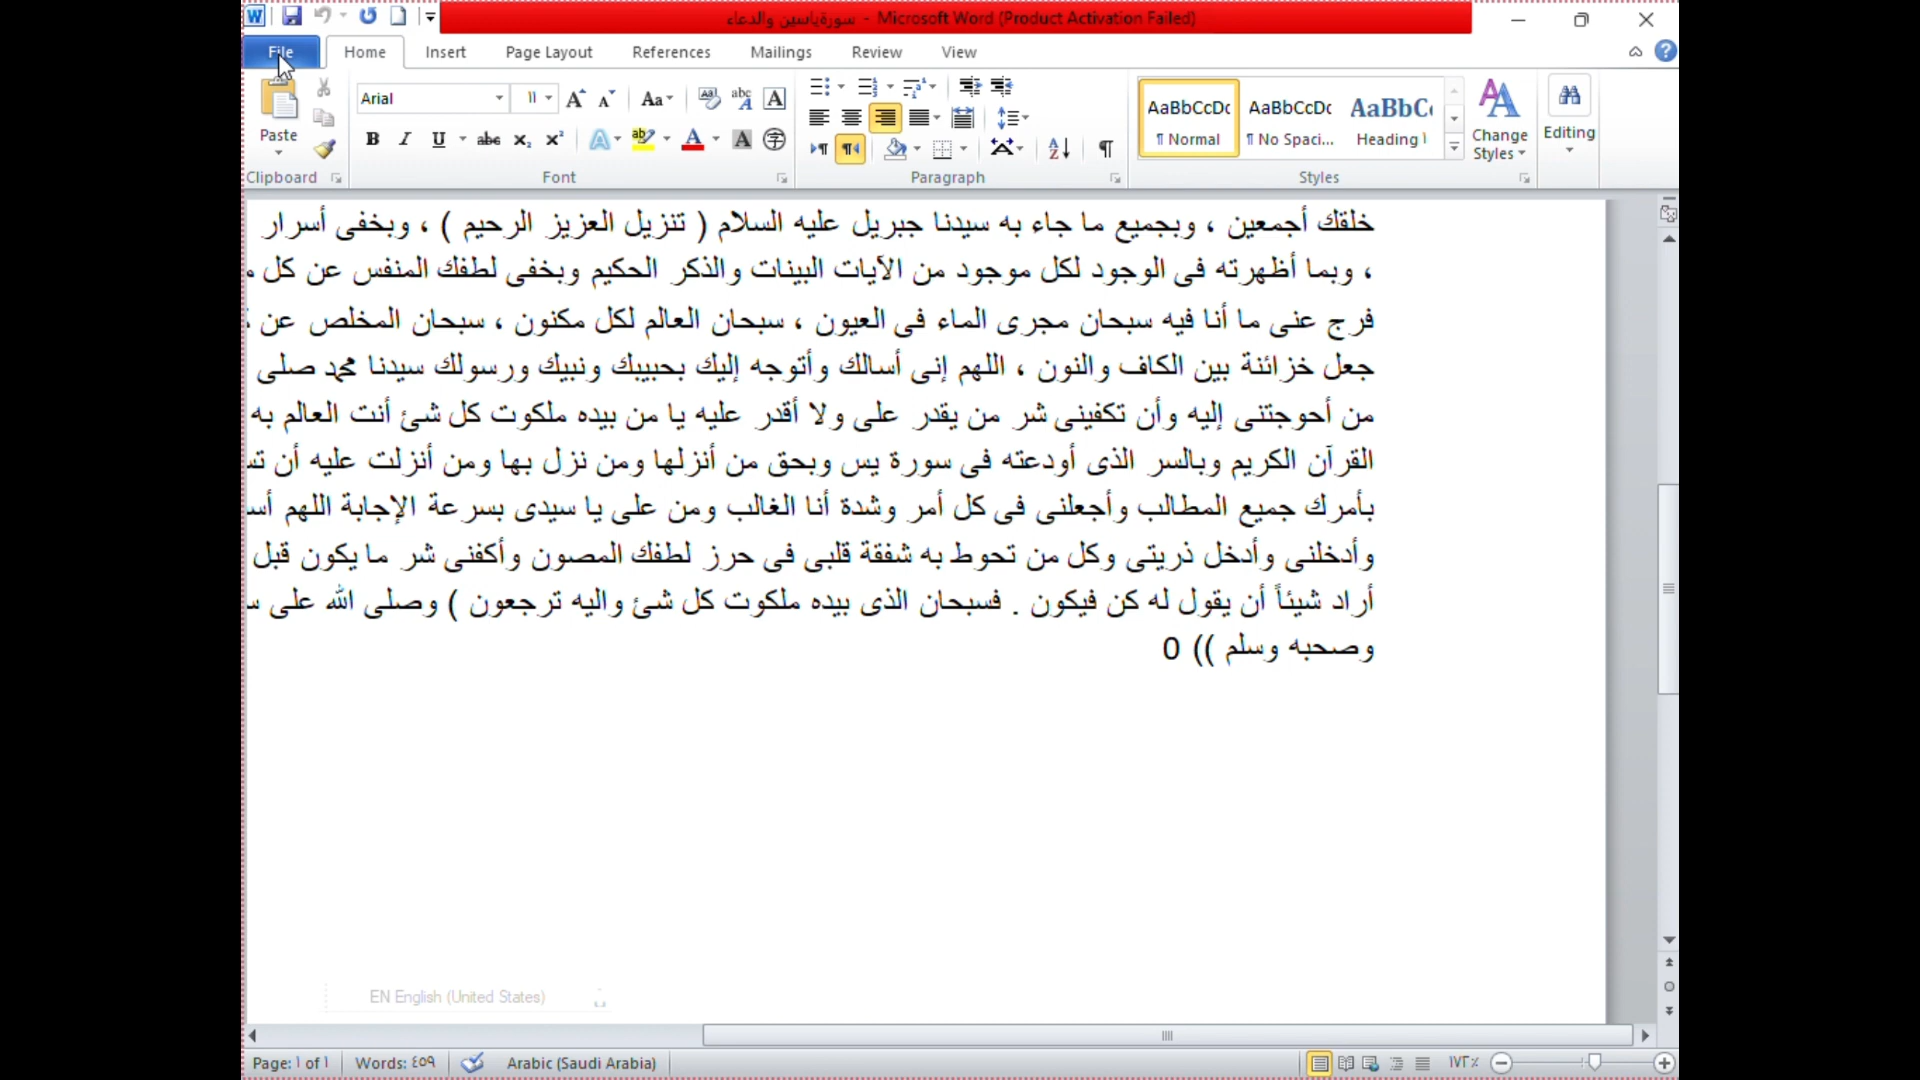 سورةياسين والدعاء - Microsoft Word (Product Activation Failed)
File Home Insert Page Layout References Mailings Review View
Arial ١١
Paste
AaBbCcDc AaBbCcDc AaBbC
¶ Normal ¶ No Spaci... Heading ١
Change Styles
Editing
Clipboard Font Paragraph Styles
خلقك أجمعين ، وبجميع ما جاء به سيدنا جبريل عليه السلام ( تنزيل العزيز الرحيم ) ، وبخفى أسرار
، وبما أظهرته فى الوجود لكل موجود من الآيات البينات والذكر الحكيم وبخفى لطفك المنفس عن كل
فرج عنى ما أنا فيه سبحان مجرى الماء فى العيون ، سبحان العالم لكل مكنون ، سبحان المخلص عن
جعل خزائنة بين الكاف والنون ، اللهم إنى أسالك وأتوجه إليك بحبيبك ونبيك ورسولك سيدنا محمد صلى
من أحوجتنى إليه وأن تكفينى شر من يقدر على ولا أقدر عليه يا من بيده ملكوت كل شئ أنت العالم به
القرآن الكريم وبالسر الذى أودعته فى سورة يس وبحق من أنزلها ومن نزل بها ومن أنزلت عليه أن
بأمرك جميع المطالب وأجعلنى فى كل أمر وشدة أنا الغالب ومن على يا سيدى بسرعة الإجابة اللهم
وأدخلنى وأدخل ذريتى وكل من تحوط به شفقة قلبى فى حرز لطفك المصون وأكفنى شر ما يكون قبل
أراد شيئاً أن يقول له كن فيكون . فسبحان الذى بيده ملكوت كل شئ واليه ترجعون ) وصلى الله على
وصحبه وسلم )) 0
EN English (United States)
Page: ١ of ١ Words: ٤٥٩ Arabic (Saudi Arabia) ١٧٣٪